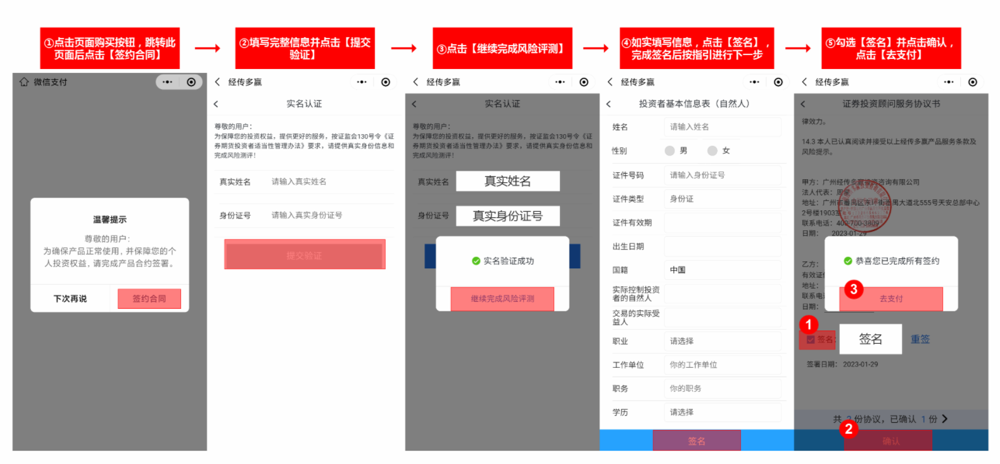 ①点击页面购买按钮，跳转此
页面后点击【签约合同】
②填写完整信息并点击【提交
验证】
③点击【继续完成风险评测】
④如实填写信息，点击【签名】，
完成签名后按指引进行下一步
⑤勾选【签名】并点击确认，
点击【去支付】
微信支付
温馨提示
尊敬的用户：
为确保产品正常使用，并保障您的个
人投资权益，请完成产品合约签署。
下次再说
签约合同
经传多赢
实名认证
尊敬的用户：
为保障您的投资权益，提供更好的服务，按证监会130号令《证
券期货投资者适当性管理办法》要求，请提供真实身份信息和
完成风险测评！
真实姓名 请输入真实姓名
身份证号 请输入真实身份证号
提交验证
经传多赢
实名认证
尊敬的用户：
为保障您的投资权益，提供更好的服务，按证监会130号令《证
券期货投资者适当性管理办法》要求，请提供真实身份信息和
完成风险测评！
真实姓名 真实姓名
身份证号 真实身份证号
实名验证成功
继续完成风险评测
经传多赢
投资者基本信息表（自然人）
姓名 请输入姓名
性别 男 女
证件号码 请输入身份证号
证件类型 身份证
证件有效期
出生日期
国籍 中国
实际控制投资
者的自然人
交易的实际受
益人
职业 请选择
工作单位 你的工作单位
职务 你的职务
学历 请选择
签名
经传多赢
证券投资顾问服务协议书
律效力。
14.3 本人已认真阅读并接受以上经传多赢产品服务条款及
风险提示。
甲方：广州经传多赢投资咨询有限公司
法人代表：周
地址：广州市番禺区东环街番禺大道北555号天安总部中心
2号楼1903室
联系电话：400-700-3809
日期： 2023-01-29
恭喜您已完成所有签约
3
去支付
乙方：
有效证
地址：
联系电
日期：
1
签名： 签名 重签
签署日期： 2023-01-29
共 2 份协议，已确认 1 份
2
确认